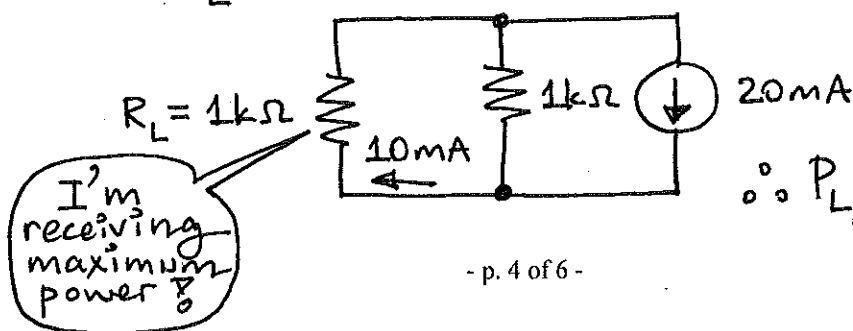 R_L = 1kΩ
1kΩ
20mA
10mA
∴ P_L
I'm
receiving
maximum
power!
- p. 4 of 6 -